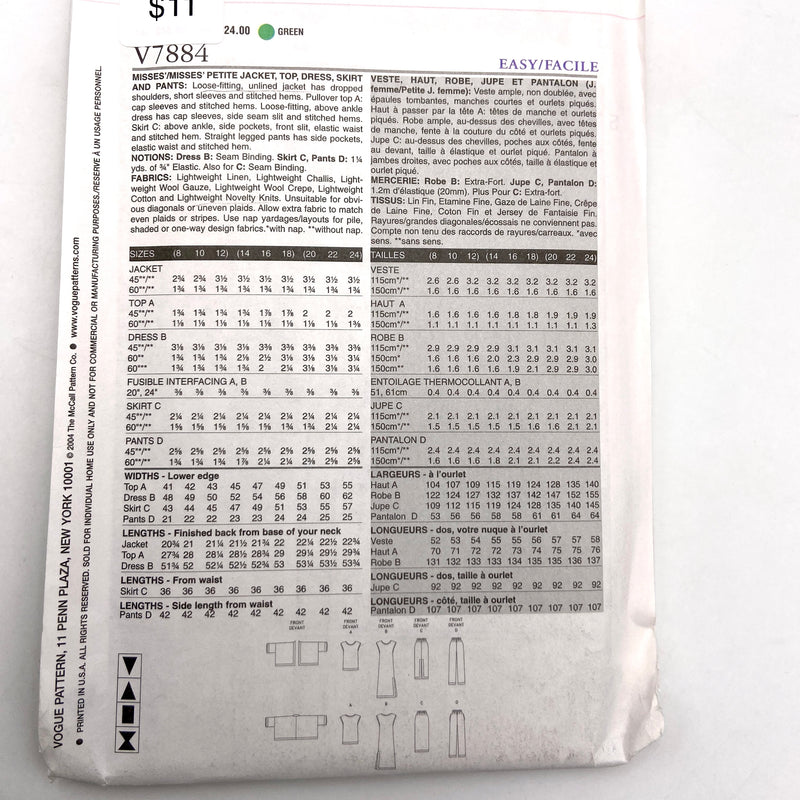 $11
24.00 GREEN
V7884
EASY/FACILE
MISSES'/MISSES' PETITE JACKET, TOP, DRESS, SKIRT
AND PANTS: Loose-fitting, unlined jacket has dropped
shoulders, short sleeves and stitched hems. Pullover top A:
cap sleeves and stitched hems. Loose-fitting, above ankle
dress has cap sleeves, side seam slit and stitched hems.
Skirt C: above ankle, side pockets, front slit, elastic waist
and stitched hem. Straight legged pants has side pockets,
elastic waist and stitched hem.
NOTIONS: Dress B: Seam Binding. Skirt C, Pants D: 1¼
yds. of ¾" Elastic. Also for C: Seam Binding.
FABRICS: Lightweight Linen, Lightweight Challis, Light-
weight Wool Gauze, Lightweight Wool Crepe, Lightweight
Cotton and Lightweight Novelty Knits. Unsuitable for obvi-
ous diagonals or uneven plaids. Allow extra fabric to match
even plaids or stripes. Use nap yardages/layouts for pile,
shaded or one-way design fabrics.*with nap. **without nap.
SIZES (8 10 12) (14 16 18) (20 22 24)
JACKET
45"*/** 2¾ 2¾ 3½ 3½ 3½ 3½ 3½ 3½ 3½
60"*/** 1¾ 1¾ 1¾ 1¾ 1¾ 1¾ 1¾ 1¾ 1¾
TOP A
45"*/** 1¾ 1¾ 1¾ 1¾ 1⅞ 1⅞ 2 2 2
60"*/** 1⅛ 1⅛ 1⅛ 1⅛ 1⅛ 1⅛ 1⅛ 1⅛ 1⅜
DRESS B
45"*/** 3⅛ 3⅛ 3⅛ 3⅛ 3⅜ 3⅜ 3⅜ 3⅜ 3⅜
60"* 1¾ 1¾ 1¾ 2⅛ 2½ 3⅛ 3⅛ 3⅛ 3¼
60"** 1¾ 1¾ 1¾ 1¾ 2 2¼ 3⅛ 3⅛ 3¼
FUSIBLE INTERFACING A, B
20", 24" ⅜ ⅜ ⅜ ⅜ ⅜ ⅜ ⅜ ⅜ ⅜
SKIRT C
45"*/** 2¼ 2¼ 2¼ 2¼ 2¼ 2¼ 2¼ 2¼ 2¼
60"*/** 1⅝ 1⅝ 1⅝ 1⅝ 1⅝ 1¾ 1¾ 2¼ 2¼
PANTS D
45"*/** 2⅝ 2⅝ 2⅝ 2⅝ 2⅝ 2⅝ 2⅝ 2⅝ 2⅝
60"*/** 1¾ 1¾ 1¾ 1⅞ 2¼ 2¼ 2⅜ 2⅝ 2⅝
WIDTHS - Lower edge
Top A 41 42 43 45 47 49 51 53 55
Dress B 48 49 50 52 54 56 58 60 62
Skirt C 43 44 45 47 49 51 53 55 57
Pants D 21 22 22 23 23 24 24 25 25
LENGTHS - Finished back from base of your neck
Jacket 20¾ 21 21¼ 21½ 21¾ 22 22¼ 22½ 22¾
Top A 27¾ 28 28¼ 28½ 28¾ 29 29¼ 29½ 29¾
Dress B 51¾ 52 52¼ 52½ 52¾ 53 53¼ 53½ 53¾
LENGTHS - From waist
Skirt C 36 36 36 36 36 36 36 36 36
LENGTHS - Side length from waist
Pants D 42 42 42 42 42 42 42 42 42
VESTE, HAUT, ROBE, JUPE ET PANTALON (J.
femme/Petite J. femme): Veste ample, non doublée, avec
épaules tombantes, manches courtes et ourlets piqués.
Haut à passer par la tête A: têtes de manche et ourlets
piqués. Robe ample, au-dessus des chevilles, avec têtes
de manche, fente à la couture du côté et ourlets piqués.
Jupe C: au-dessus des chevilles, poches aux côtés, fente
au devant, taille à élastique et ourlet piqué. Pantalon à
jambes droites, avec poches aux côtés, taille à élastique et
ourlet piqué.
MERCERIE: Robe B: Extra-Fort. Jupe C, Pantalon D:
1.2m d'élastique (20mm). Plus Pour C: Extra-fort.
TISSUS: Lin Fin, Etamine Fine, Gaze de Laine Fine, Crêpe
de Laine Fine, Coton Fin et Jersey de Fantaisie Fin.
Rayures/grandes diagonales/écossais ne conviennent pas.
Compte non tenu des raccords de rayures/carreaux. *avec
sens. **sans sens.
TAILLES (8 10 12) (14 16 18) (20 22 24)
VESTE
115cm*/** 2.6 2.6 3.2 3.2 3.2 3.2 3.2 3.2 3.2
150cm*/** 1.6 1.6 1.6 1.6 1.6 1.6 1.6 1.6 1.6
HAUT A
115cm*/** 1.6 1.6 1.6 1.6 1.8 1.8 1.9 1.9 1.9
150cm*/** 1.1 1.1 1.1 1.1 1.1 1.1 1.1 1.1 1.3
ROBE B
115cm*/** 2.9 2.9 2.9 2.9 3.1 3.1 3.1 3.1 3.1
150cm* 1.6 1.6 1.6 2.0 2.3 2.9 2.9 2.9 3.0
150cm** 1.6 1.6 1.6 1.6 1.9 2.1 2.9 2.9 3.0
ENTOILAGE THERMOCOLLANT A, B
51, 61cm 0.4 0.4 0.4 0.4 0.4 0.4 0.4 0.4 0.4
JUPE C
115cm*/** 2.1 2.1 2.1 2.1 2.1 2.1 2.1 2.1 2.1
150cm*/** 1.5 1.5 1.5 1.5 1.5 1.6 1.6 2.1 2.1
PANTALON D
115cm*/** 2.4 2.4 2.4 2.4 2.4 2.4 2.4 2.4 2.4
150cm*/** 1.6 1.6 1.6 1.8 2.1 2.1 2.2 2.4 2.4
LARGEURS - à l'ourlet
Haut A 104 107 109 115 119 124 128 135 140
Robe B 122 124 127 132 137 142 147 152 155
Jupe C 109 112 115 119 124 128 135 140 145
Pantalon D 53 56 56 58 58 61 61 64 64
LONGUEURS - dos, votre nuque à l'ourlet
Veste 52 53 54 55 55 56 57 57 58
Haut A 70 71 72 72 73 74 75 75 76
Robe B 131 132 133 133 134 135 135 136 137
LONGUEURS - dos, taille à ourlet
Jupe C 92 92 92 92 92 92 92 92 92
LONGUEURS - côté, taille à ourlet
Pantalon D 107 107 107 107 107 107 107 107 107
FRONT DEVANT
FRONT DEVANT
A
FRONT DEVANT
B
FRONT DEVANT
C
FRONT DEVANT
D
A
B
C
D
VOGUE PATTERN, 11 PENN PLAZA, NEW YORK 10001 © 2004 The McCall Pattern Co. ● www.voguepatterns.com
● PRINTED IN U.S.A. ALL RIGHTS RESERVED. SOLD FOR INDIVIDUAL HOME USE ONLY AND NOT FOR COMMERCIAL OR MANUFACTURING PURPOSES./RESERVE À UN USAGE PERSONNEL.